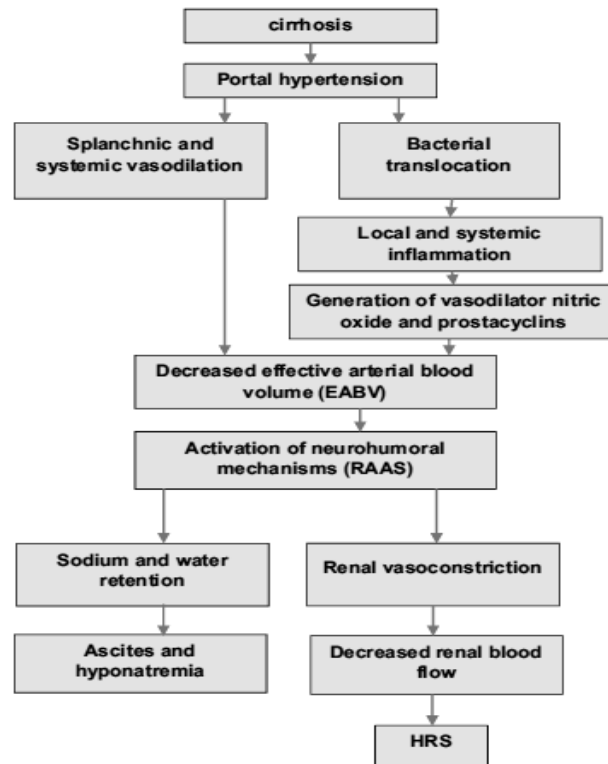 cirrhosis
Portal hypertension
Splanchnic and
systemic vasodilation
Bacterial
translocation
Local and systemic
inflammation
Generation of vasodilator nitric
oxide and prostacyclins
Decreased effective arterial blood
volume (EABV)
Activation of neurohumoral
mechanisms (RAAS)
Sodium and water
retention
Renal vasoconstriction
Ascites and
hyponatremia
Decreased renal blood
flow
HRS